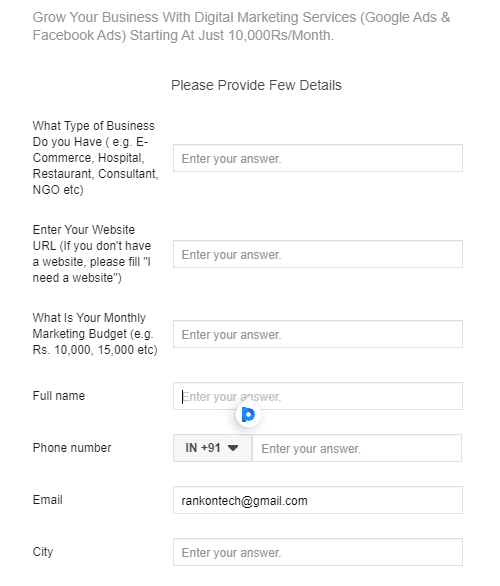 Grow Your Business With Digital Marketing Services (Google Ads &
Facebook Ads) Starting At Just 10,000Rs/Month.
Please Provide Few Details
What Type of Business
Do you Have ( e.g. E-
Commerce, Hospital,
Restaurant, Consultant,
NGO etc)
Enter your answer.
Enter Your Website
URL (If you don't have
a website, please fill "I
need a website")
Enter your answer.
What Is Your Monthly
Marketing Budget (e.g.
Rs. 10,000, 15,000 etc)
Enter your answer.
Full name
Enter your answer.
Phone number
IN +91
Enter your answer.
Email
rankontech@gmail.com
City
Enter your answer.